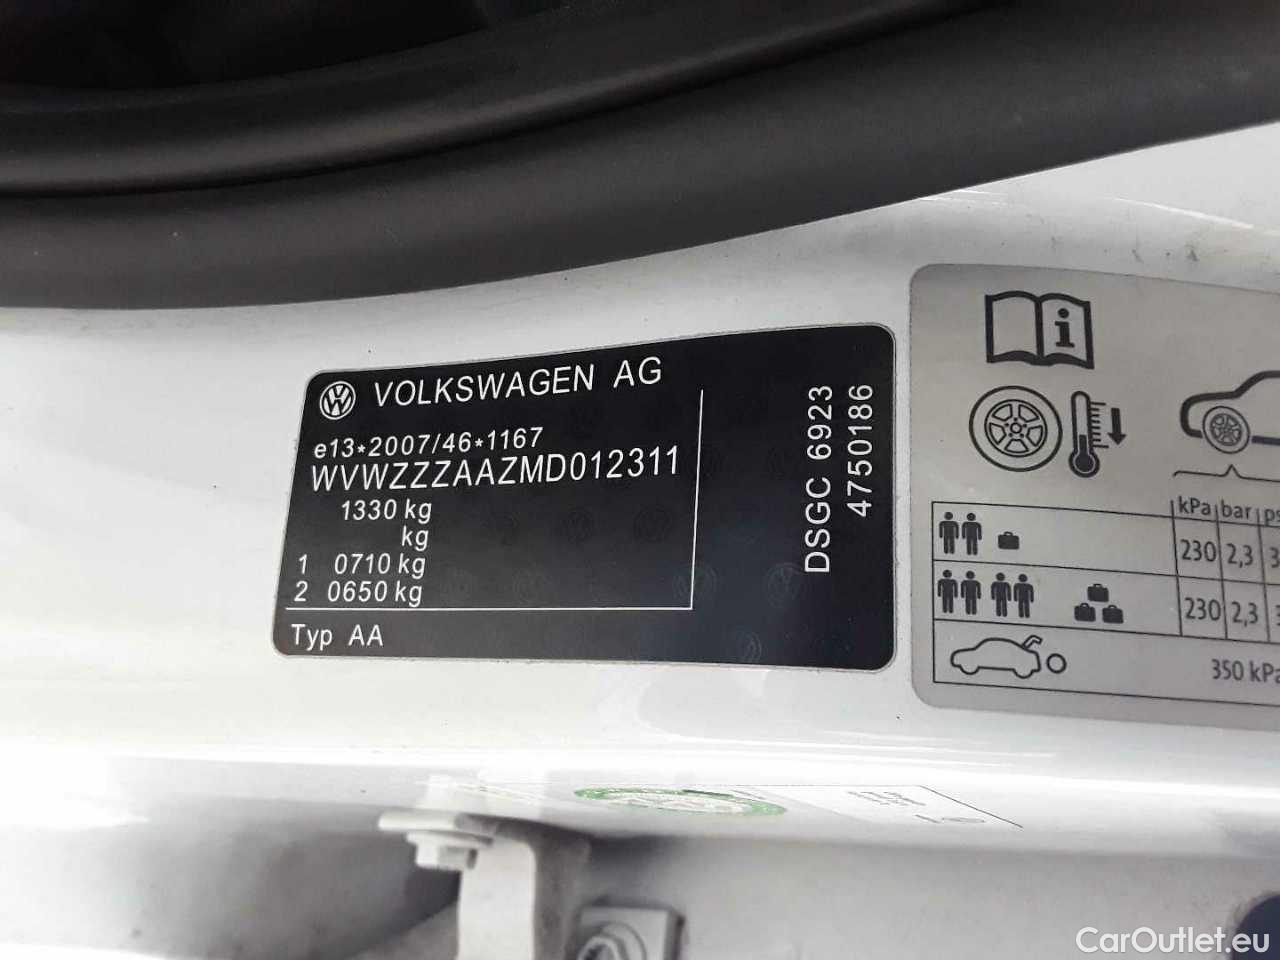 VOLKSWAGEN AG
e13*2007/46*1167
WVWZZZAAZMD012311
1330 kg
kg
1 0710 kg
2 0650 kg
Typ AA
DSGC 6923
4750186
i
kPa bar
230 2,3
230 2,3
350 kPa
CarOutlet.eu